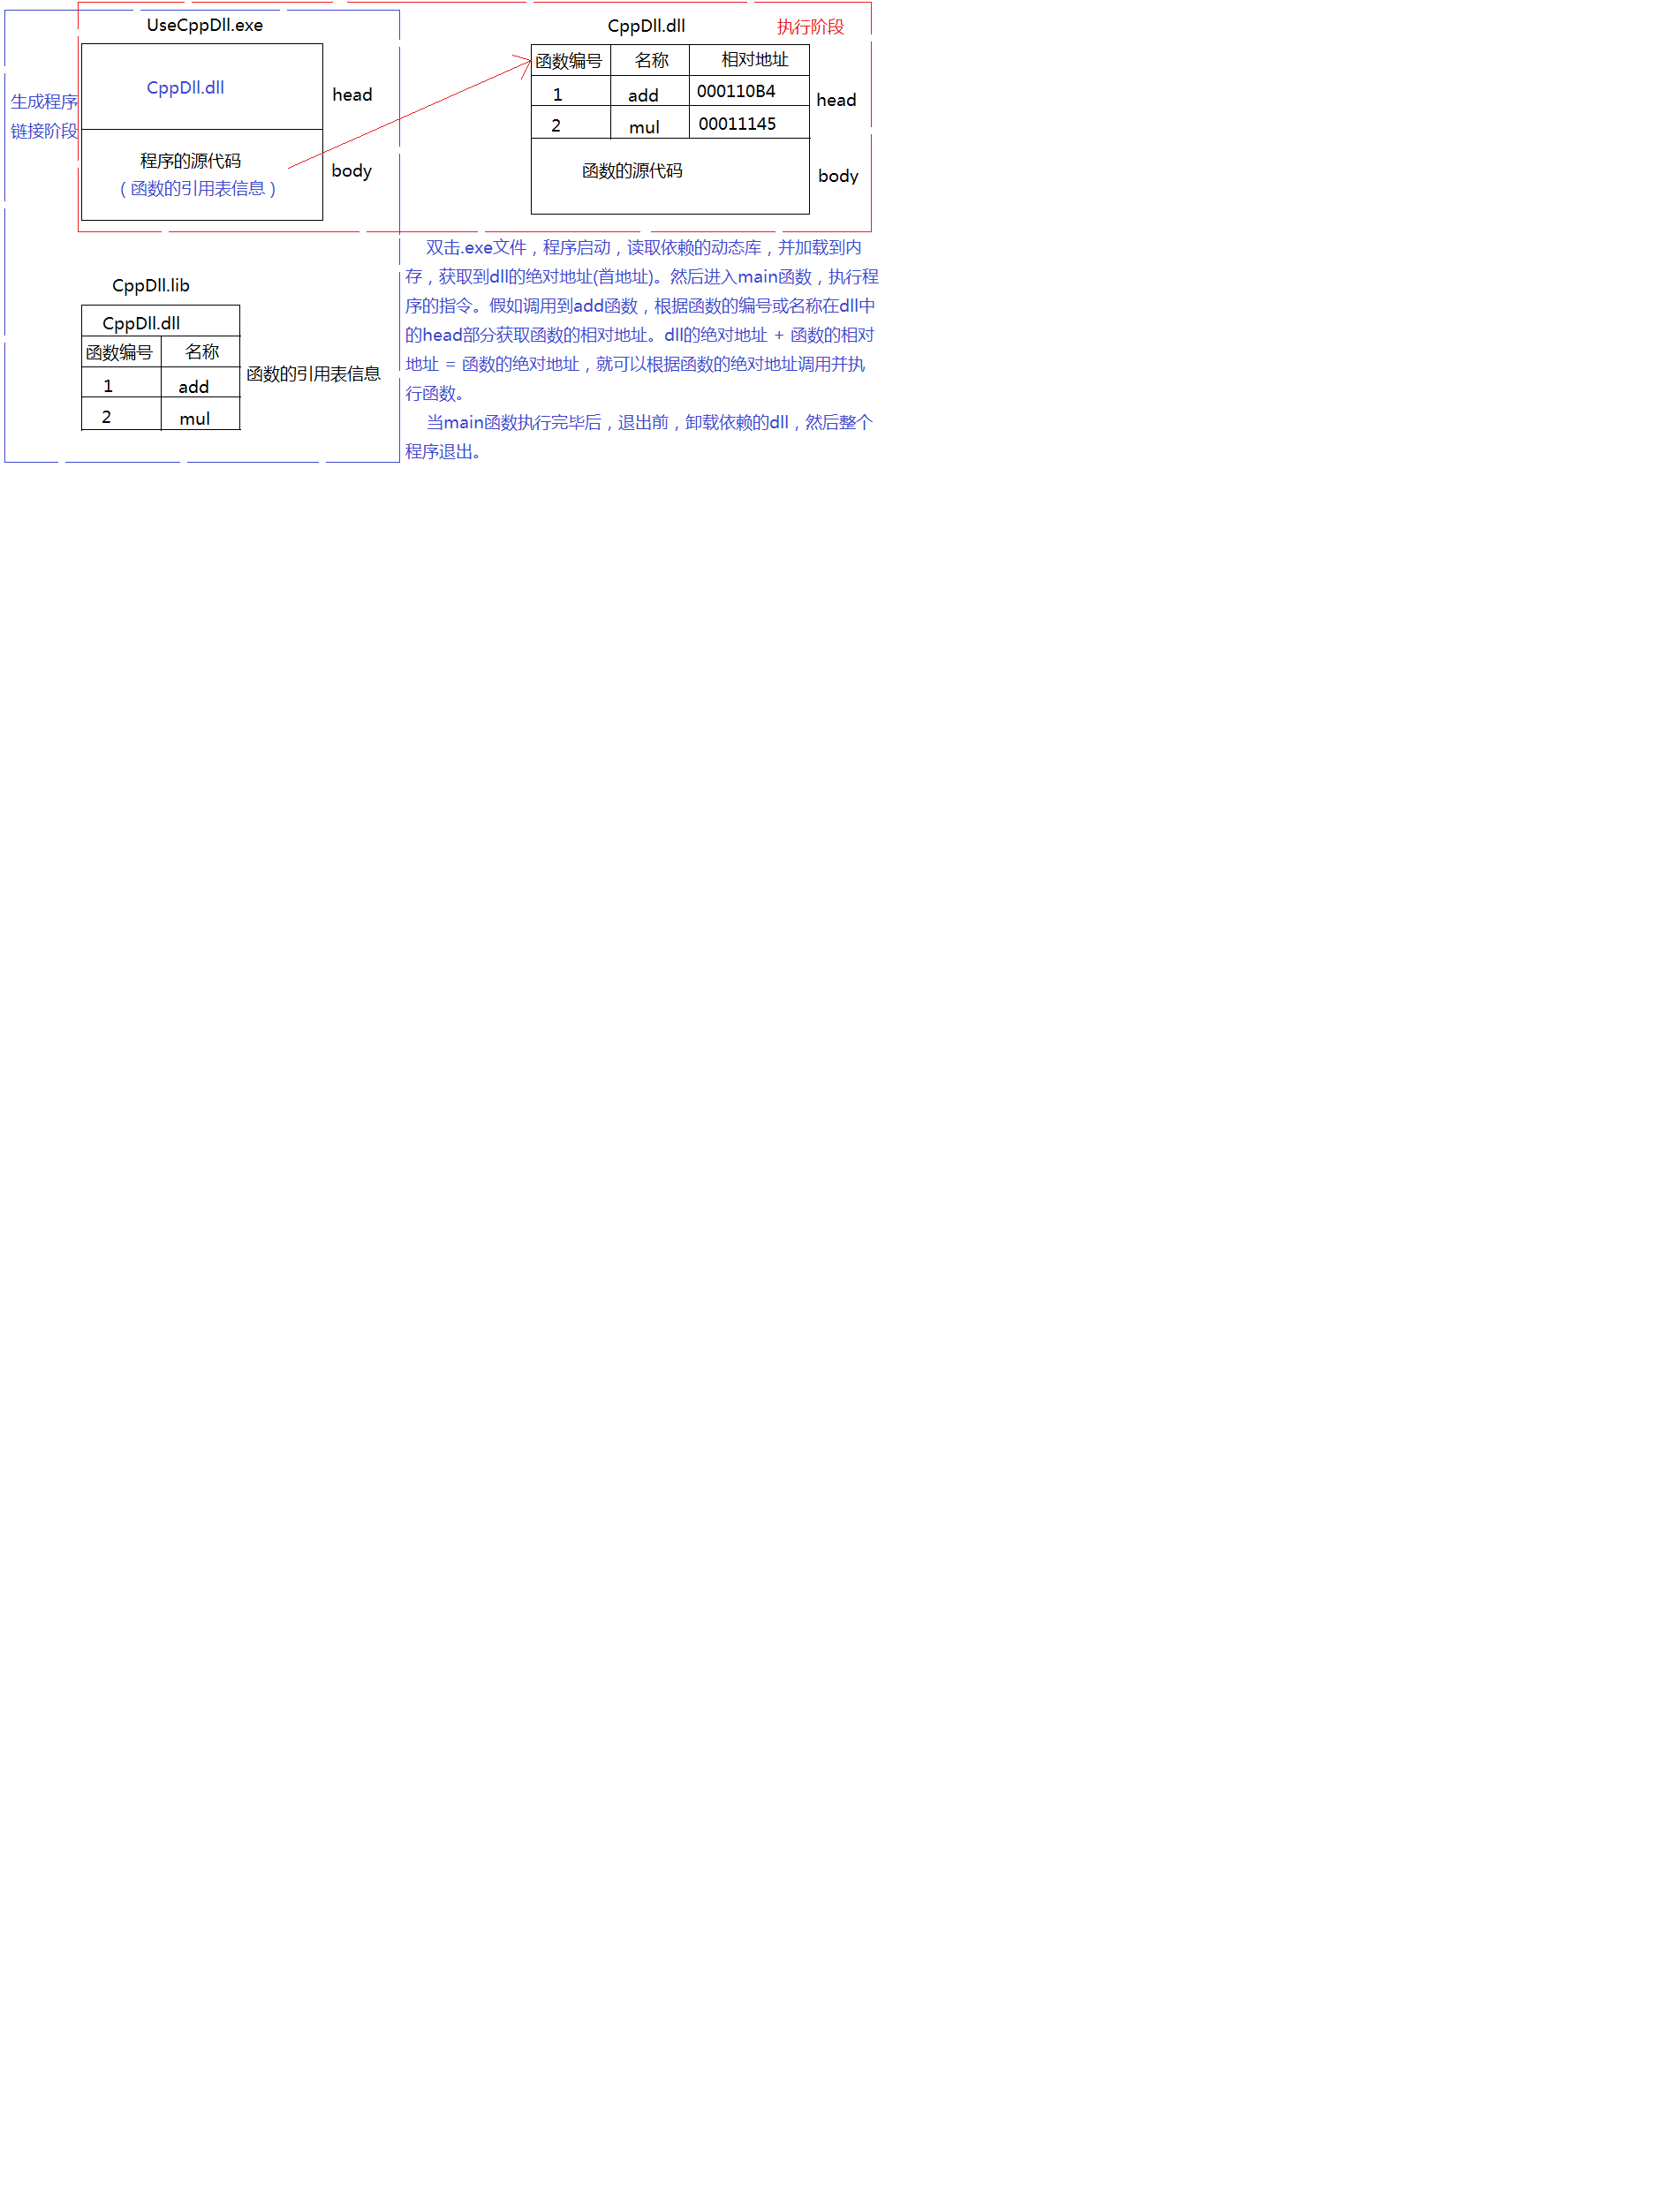 UseCppDll.exe
CppDll.dll
head
程序的源代码
（函数的引用表信息）
body
生成程序
链接阶段
CppDll.dll
执行阶段
函数编号 名称 相对地址
1 add 000110B4
2 mul 00011145
head
函数的源代码
body
CppDll.lib
CppDll.dll
函数编号 名称
1 add
2 mul
函数的引用表信息
双击.exe文件，程序启动，读取依赖的动态库，并加载到内
存，获取到dll的绝对地址(首地址)。然后进入main函数，执行程
序的指令。假如调用到add函数，根据函数的编号或名称在dll中
的head部分获取函数的相对地址。dll的绝对地址 + 函数的相对
地址 = 函数的绝对地址，就可以根据函数的绝对地址调用并执
行函数。
当main函数执行完毕后，退出前，卸载依赖的dll，然后整个
程序退出。